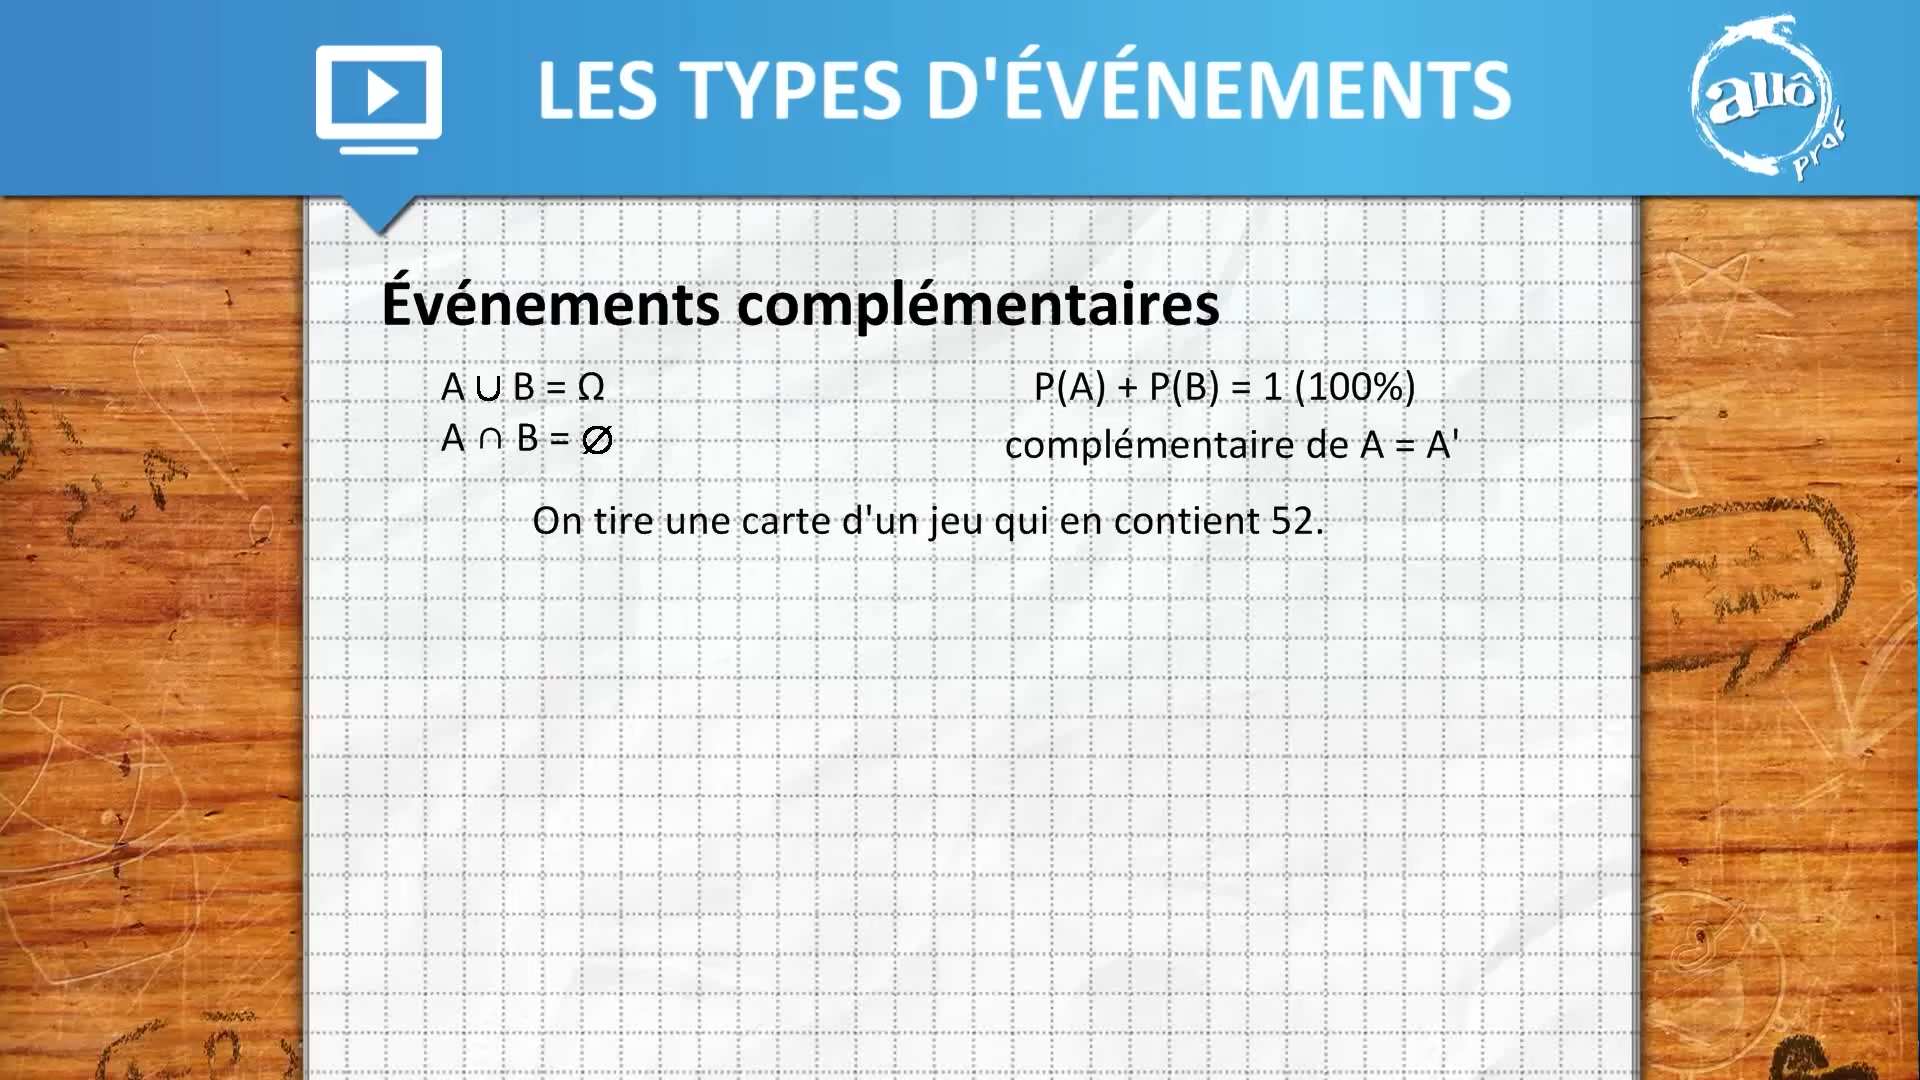 LES TYPES D'ÉVÉNEMENTS
allô
prof
Événements complémentaires
A ∪ B = Ω
P(A) + P(B) = 1 (100%)
A ∩ B = ∅
complémentaire de A = A'
On tire une carte d'un jeu qui en contient 52.